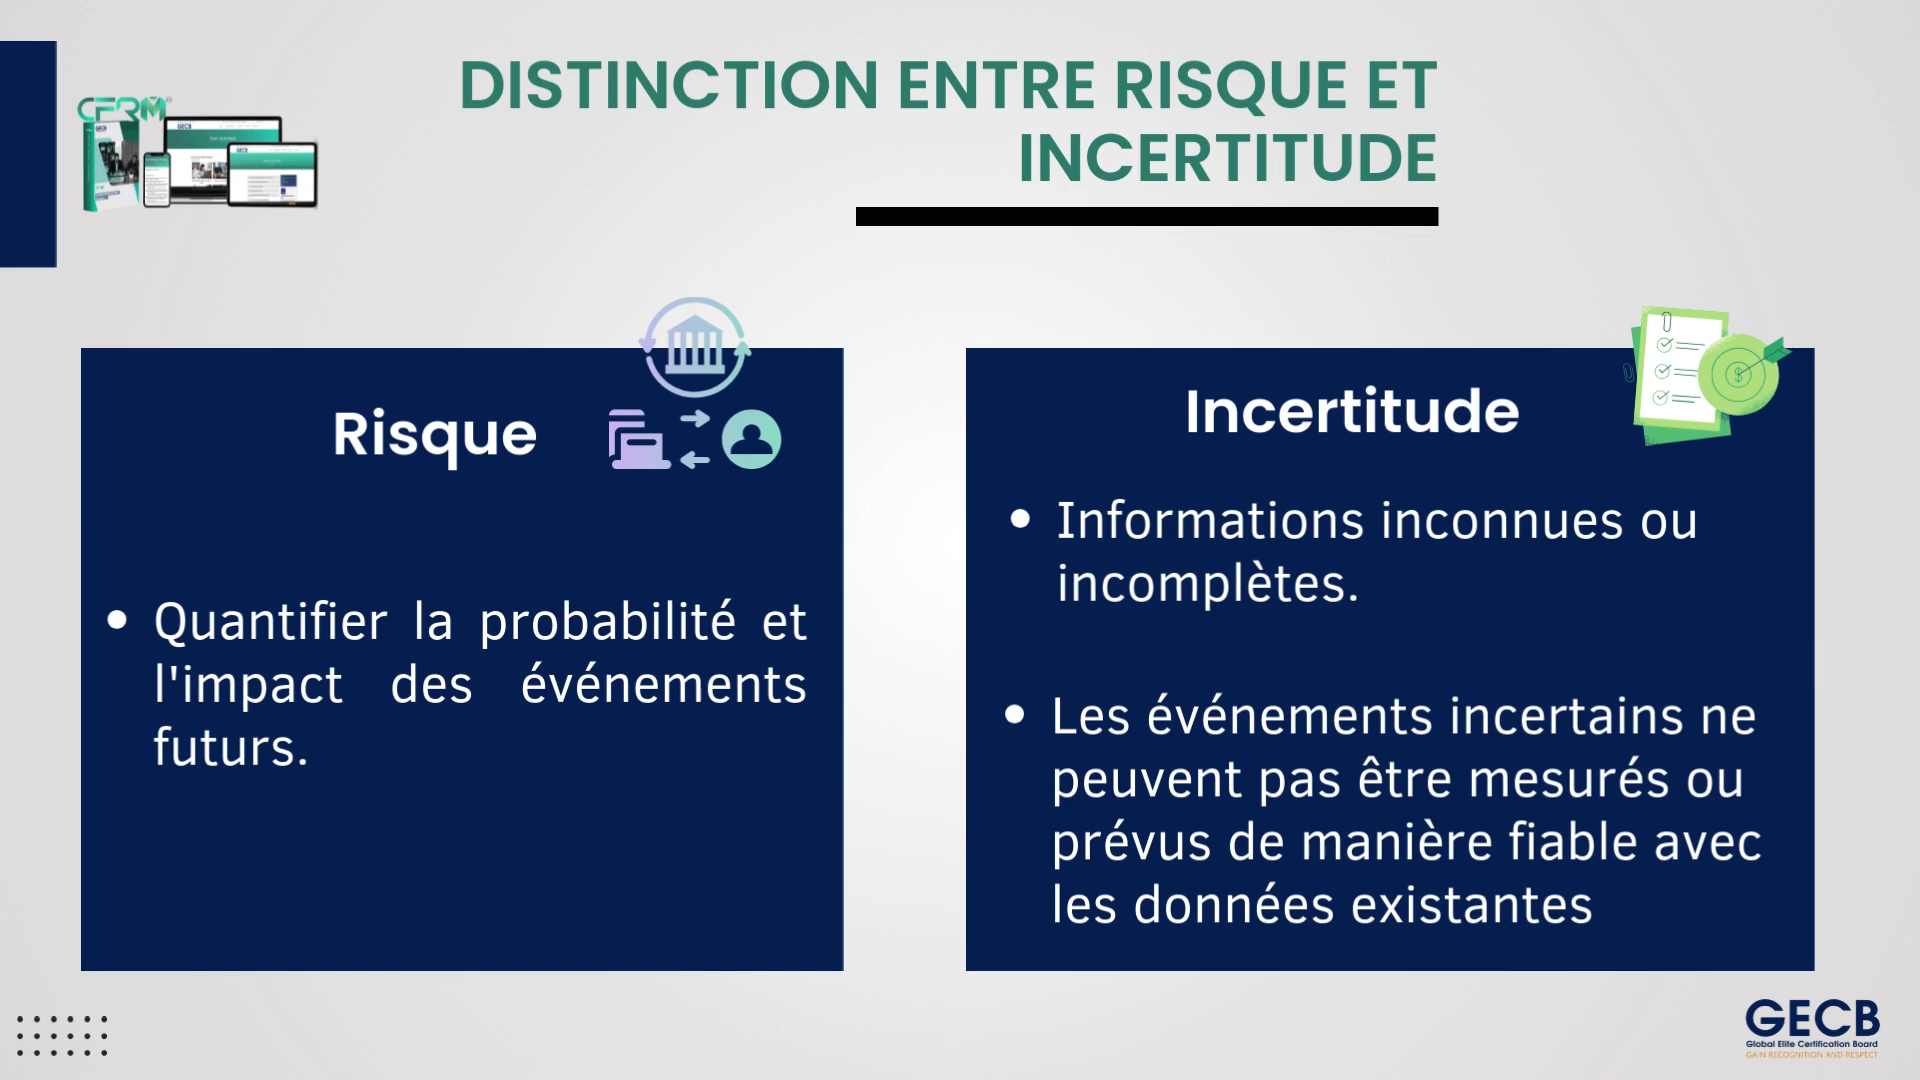 DISTINCTION ENTRE RISQUE ET
INCERTITUDE
CFRM
GECB
Risque
Quantifier la probabilité et
l'impact des événements
futurs.
Incertitude
Informations inconnues ou
incomplètes.
Les événements incertains ne
peuvent pas être mesurés ou
prévus de manière fiable avec
les données existantes
GECB
Global Elite Certification Board
GAIN RECOGNITION AND RESPECT